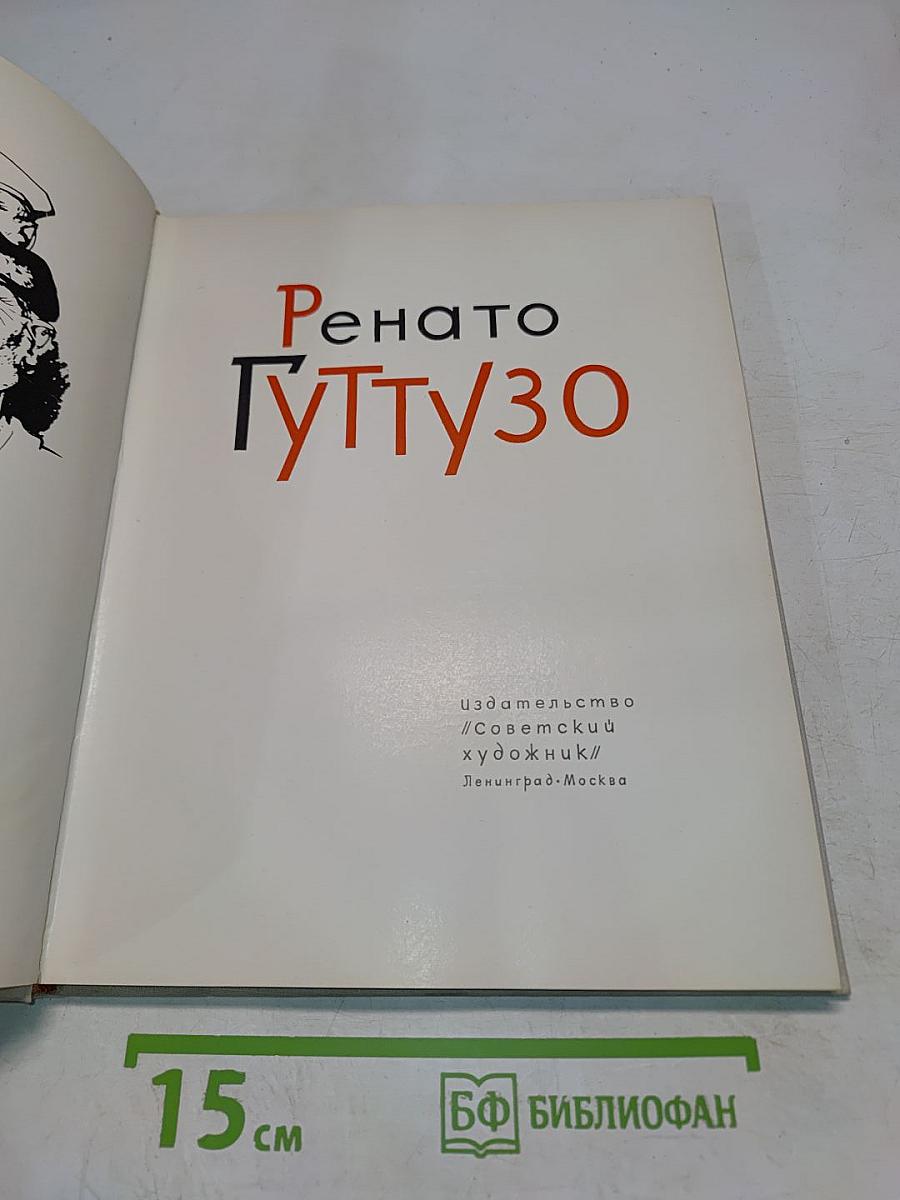 Ренато
Гуттузо
издательство
//Советский
художник//
Ленинград•Москва
15 см
БФ БИБЛИОФАН